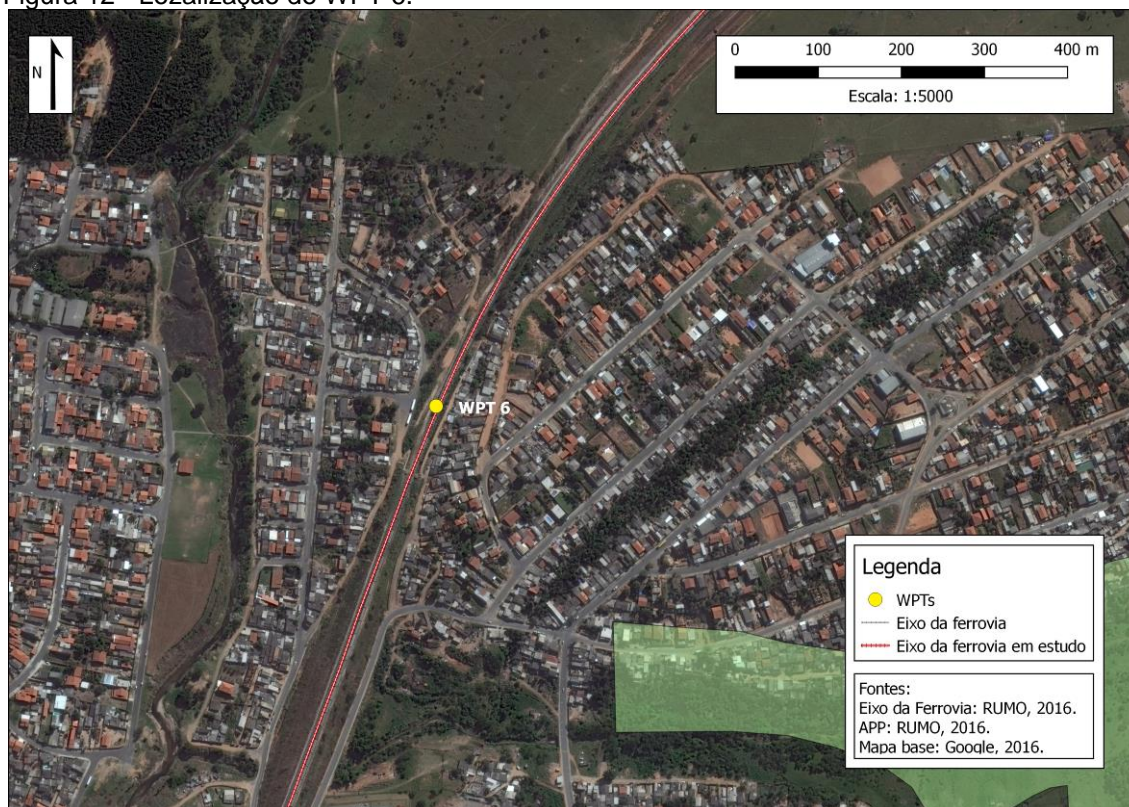 Figura 12 - Localização do WPT 6.
N
0 100 200 300 400 m
Escala: 1:5000
WPT 6
Legenda
WPTs
Eixo da ferrovia
Eixo da ferrovia em estudo
Fontes:
Eixo da Ferrovia: RUMO, 2016.
APP: RUMO, 2016.
Mapa base: Google, 2016.